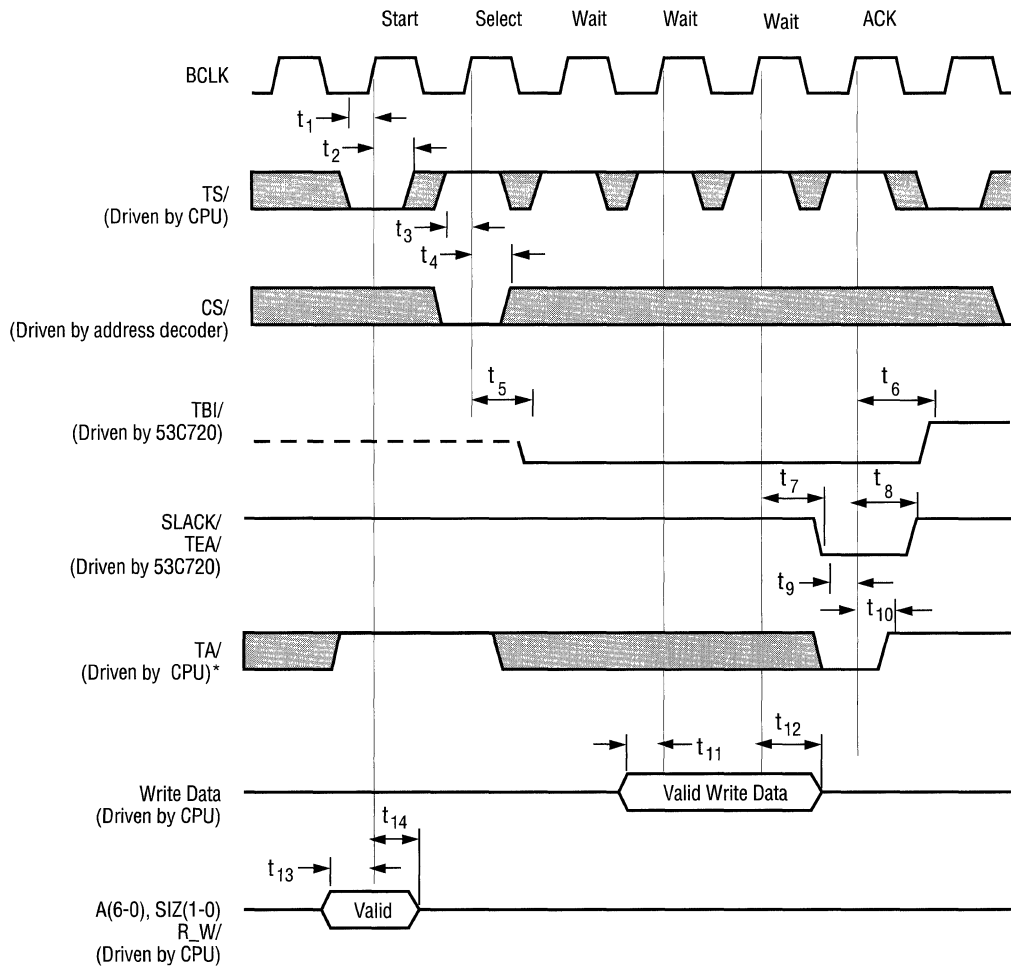 Start Select Wait Wait Wait ACK
BCLK
t1
t2
TS/
(Driven by CPU)
t3
t4
CS/
(Driven by address decoder)
t5 t6
TBI/
(Driven by 53C720)
t7 t8
SLACK/
TEA/
(Driven by 53C720)
t9
t10
TA/
(Driven by CPU)*
t11 t12
Write Data Valid Write Data
(Driven by CPU)
t14
t13
A(6-0), SIZ(1-0) Valid
R_W/
(Driven by CPU)